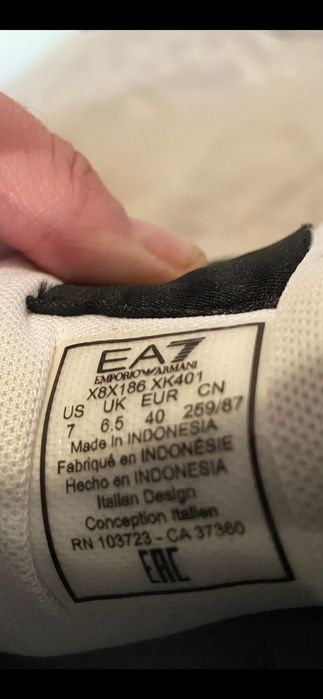 EA7
EMPORIO ARMANI
X8X186 XK401
US UK EUR CN
7 6.5 40 259/87
Made in INDONESIA
Fabriqué en INDONÉSIE
Hecho en INDONESIA
Italian Design
Conception Italien
RN 103723 - CA 37360
EAC